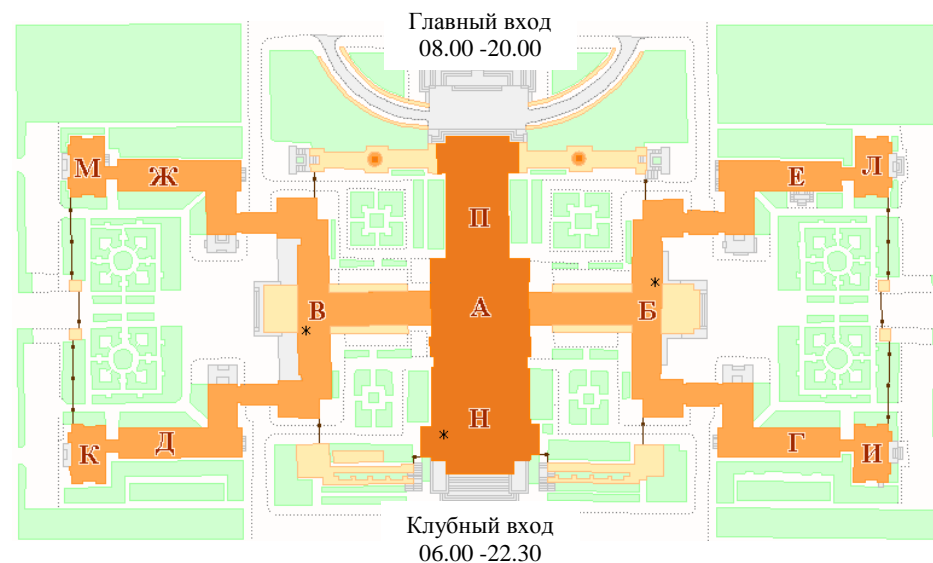 Главный вход
08.00 -20.00
М
Ж
Е
Л
П
В
А
Б
Н
К
Д
Г
И
Клубный вход
06.00 -22.30